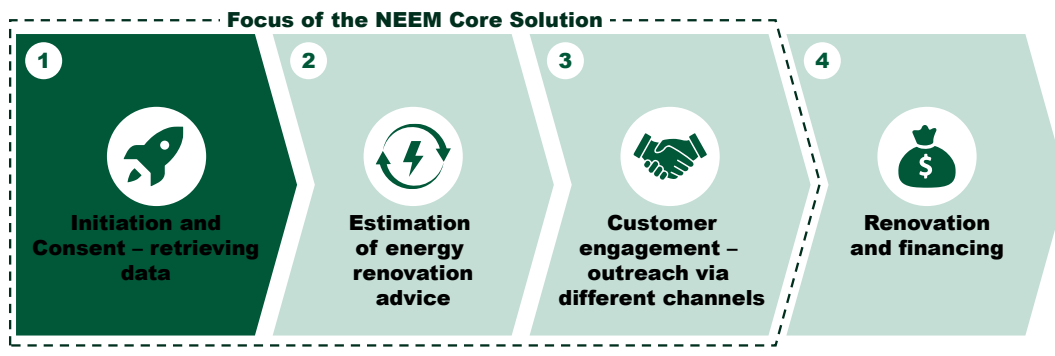 Focus of the NEEM Core Solution
1
Initiation and
Consent – retrieving
data
2
Estimation
of energy
renovation
advice
3
Customer
engagement –
outreach via
different channels
4
$
Renovation
and financing